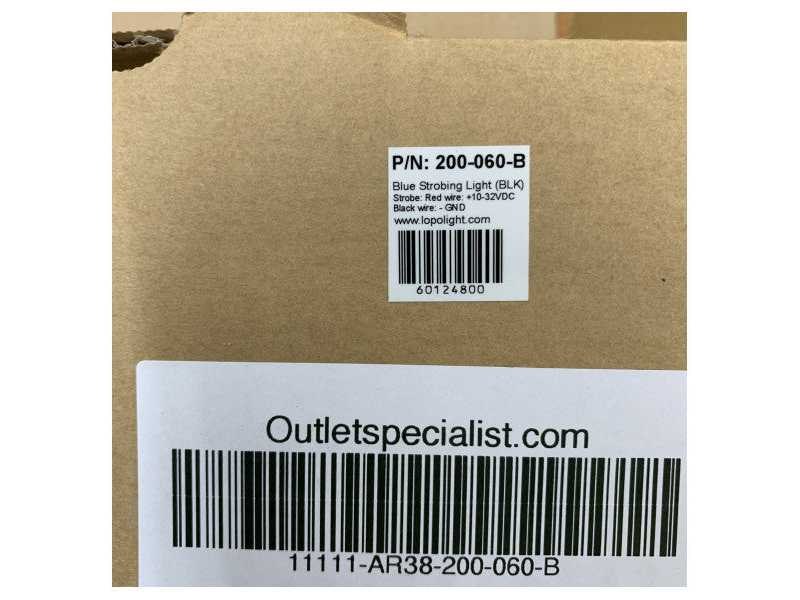 P/N: 200-060-B
Blue Strobing Light (BLK)
Strobe: Red wire: +10-32VDC
Black wire: - GND
www.lopolight.com
60124800
Outletspecialist.com
11111-AR38-200-060-B